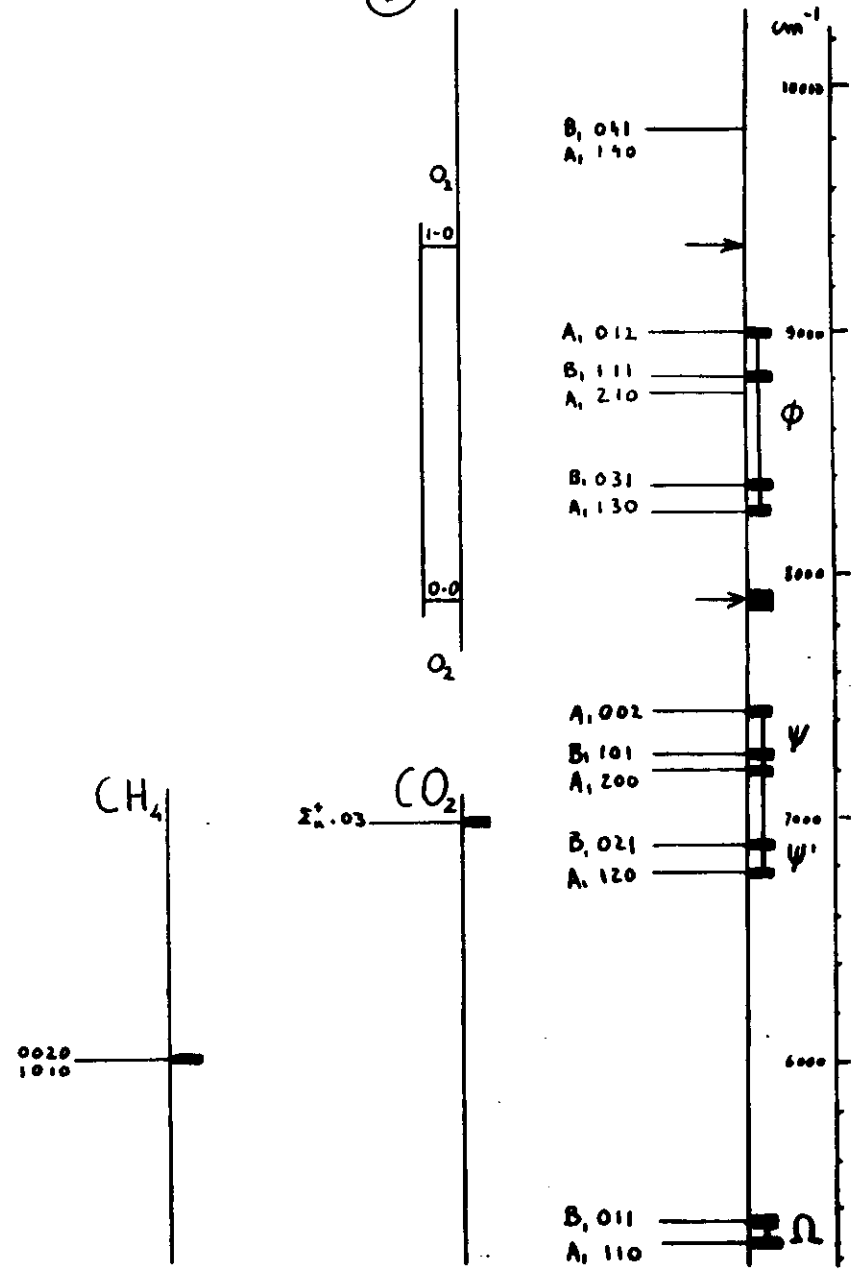 cm⁻¹
10000
B₁ 041
A₁ 140
O₂
1-0
A₁ 012
9000
B₁ 111
A₁ 210
Φ
B₁ 031
A₁ 130
8000
0-0
O₂
A₁ 002
Ψ
B₁ 101
A₁ 200
CH₄
CO₂
Σ⁺ᵤ .03
7000
B₁ 021
Ψ'
A₁ 120
0020
1010
6000
B₁ 011
Ω
A₁ 110